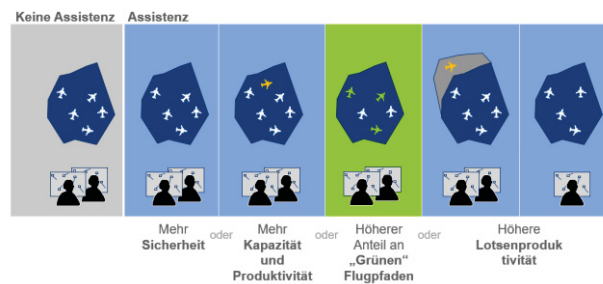 Keine Assistenz
Assistenz
Mehr
Sicherheit
oder
Mehr
Kapazität
und
Produktivität
oder
Höherer
Anteil an
„Grünen“
Flugpfaden
oder
Höhere
Lotsenproduk
tivität